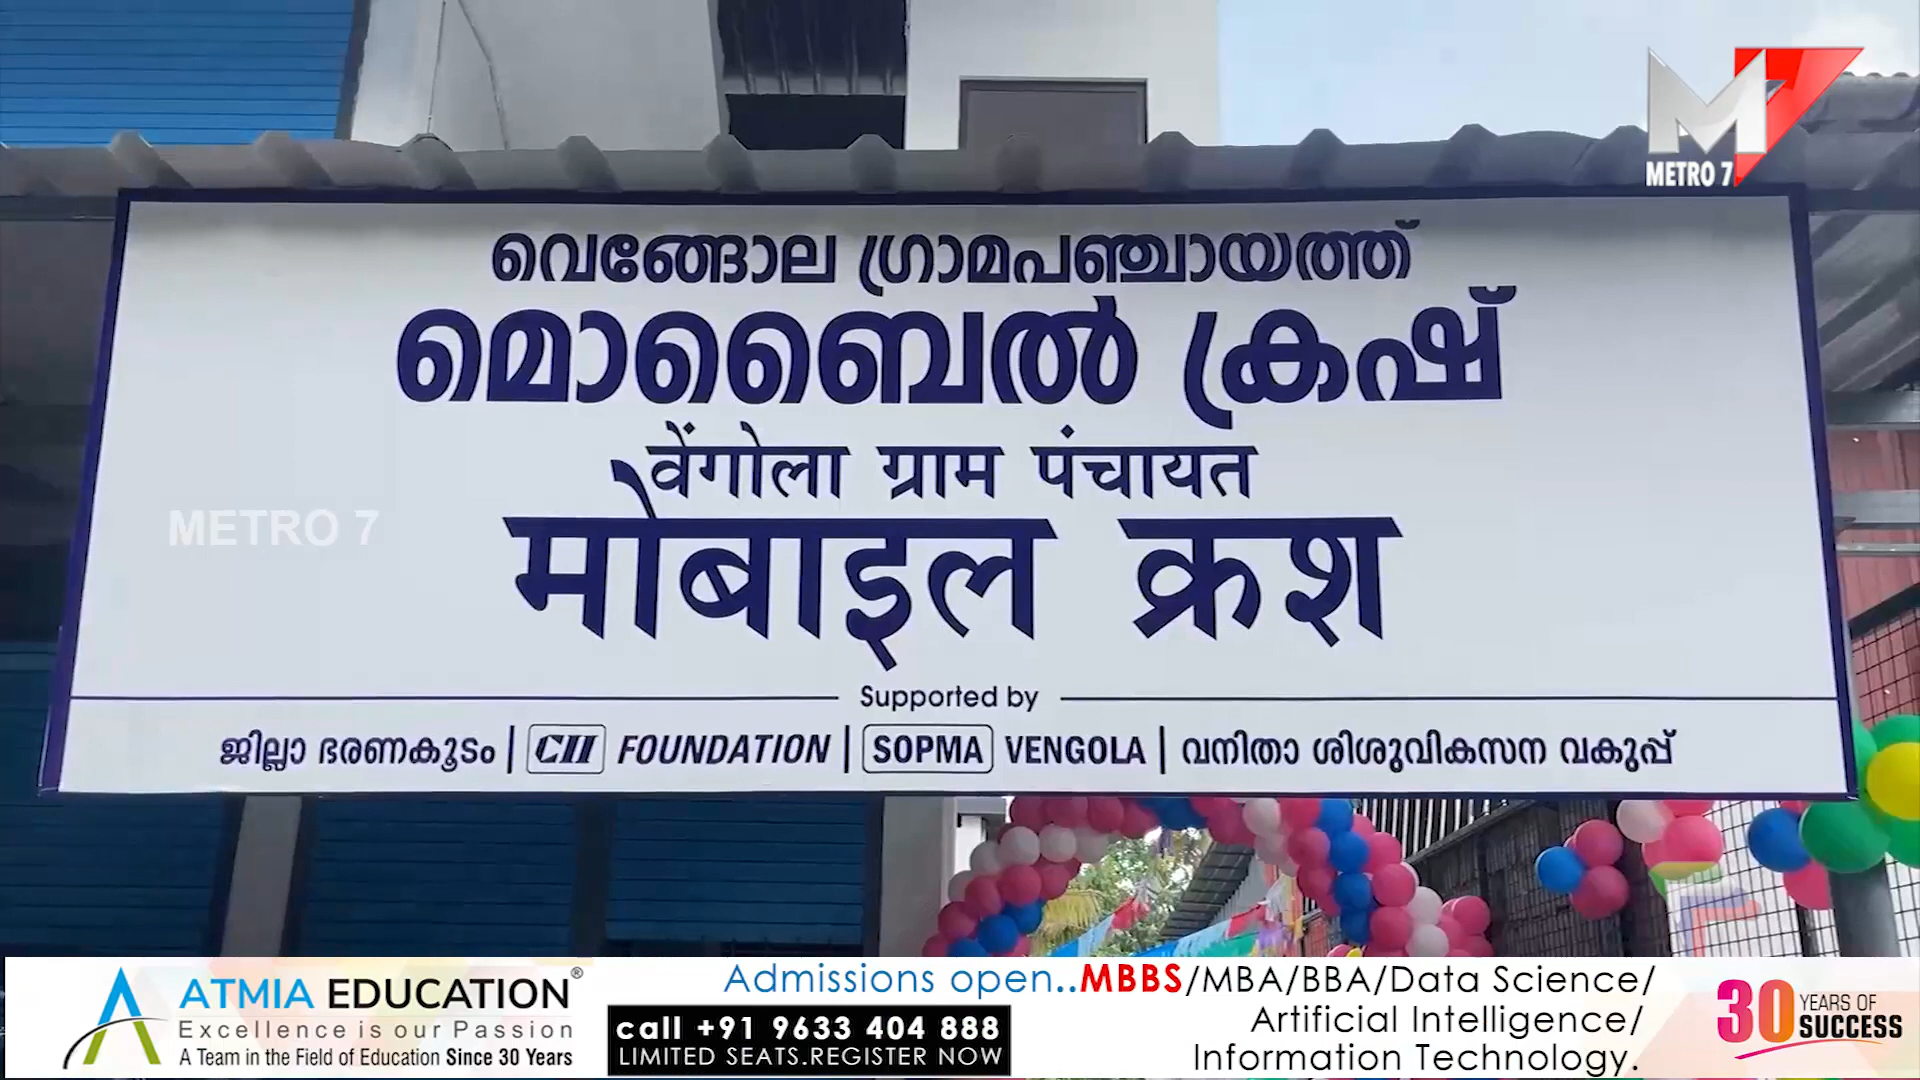 METRO 7
വെങ്ങോല ഗ്രാമപഞ്ചായത്ത്
മൊബൈൽ ക്രഷ്
वेंगोला ग्राम पंचायत
मोबाइल क्रश
METRO 7
Supported by
ജില്ലാ ഭരണകൂടം | CII FOUNDATION | SOPMA VENGOLA | വനിതാ ശിശുവികസന വകുപ്പ്
ATMIA EDUCATION®
Excellence is our Passion
A Team in the Field of Education Since 30 Years
call +91 9633 404 888
LIMITED SEATS.REGISTER NOW
Admissions open..MBBS/MBA/BBA/Data Science/
Artificial Intelligence/
Information Technology.
30 YEARS OF
SUCCESS